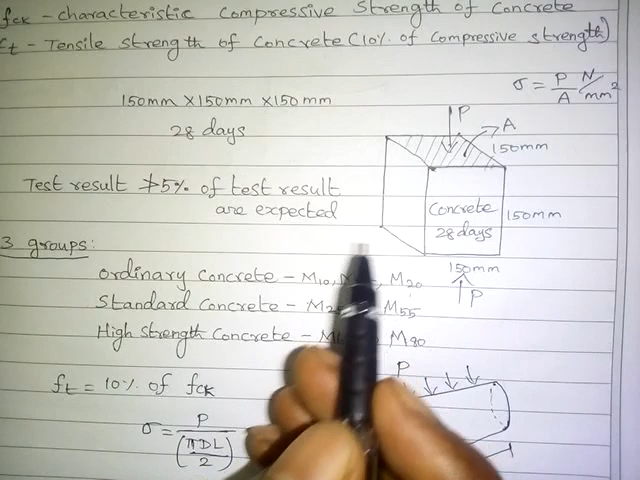 fck - characteristic compressive strength of concrete
ft - Tensile strength of concrete (10% of compressive strength)
σ = P/A N/mm²
150mm x 150mm x 150mm
28 days
P
A
150mm
Test result ≯5% of test result
are expected
Concrete
28 days
150mm
150mm
P
3 groups:
Ordinary concrete - M10, M20
Standard concrete - M55
High strength concrete - M80
ft = 10% of fck
P
σ = P/(πDL/2)